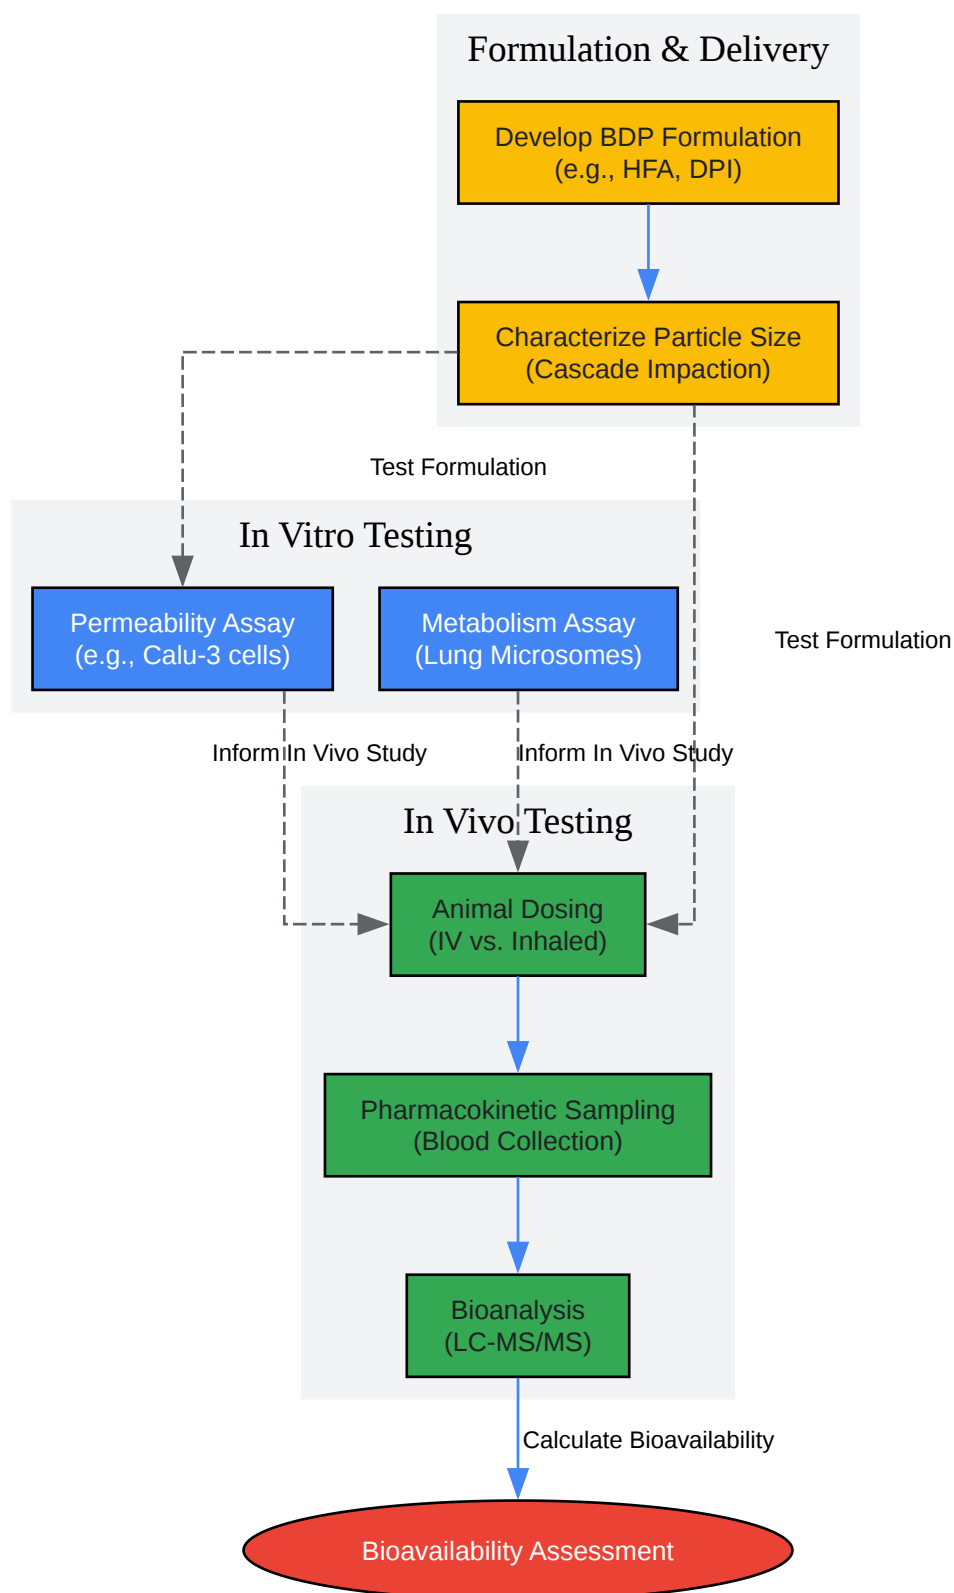 Formulation & Delivery
Develop BDP Formulation
(e.g., HFA, DPI)
Characterize Particle Size
(Cascade Impaction)
Test Formulation
In Vitro Testing
Permeability Assay
(e.g., Calu-3 cells)
Metabolism Assay
(Lung Microsomes)
Test Formulation
Inform In Vivo Study
Inform In Vivo Study
In Vivo Testing
Animal Dosing
(IV vs. Inhaled)
Pharmacokinetic Sampling
(Blood Collection)
Bioanalysis
(LC-MS/MS)
Calculate Bioavailability
Bioavailability Assessment